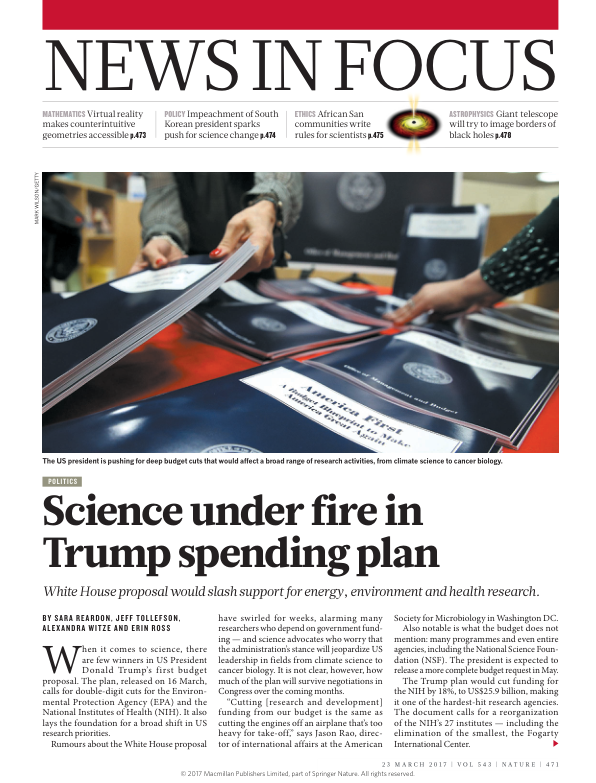 NEWS IN FOCUS
MATHEMATICS Virtual reality
makes counterintuitive
geometries accessible p.473
POLICY Impeachment of South
Korean president sparks
push for science change p.474
ETHICS African San
communities write
rules for scientists p.475
ASTROPHYSICS Giant telescope
will try to image borders of
black holes p.478
MARK WILSON/GETTY
Office of Management and Bud
Office of Management and Budget
America First
A Budget Blueprint to Make
America Great Again
The US president is pushing for deep budget cuts that would affect a broad range of research activities, from climate science to cancer biology.
POLITICS
Science under fire in
Trump spending plan
White House proposal would slash support for energy, environment and health research.
BY SARA REARDON, JEFF TOLLEFSON,
ALEXANDRA WITZE AND ERIN ROSS
When it comes to science, there
are few winners in US President
Donald Trump's first budget
proposal. The plan, released on 16 March,
calls for double-digit cuts for the Environ-
mental Protection Agency (EPA) and the
National Institutes of Health (NIH). It also
lays the foundation for a broad shift in US
research priorities.
Rumours about the White House proposal
have swirled for weeks, alarming many
researchers who depend on government fund-
ing — and science advocates who worry that
the administration's stance will jeopardize US
leadership in fields from climate science to
cancer biology. It is not clear, however, how
much of the plan will survive negotiations in
Congress over the coming months.
"Cutting [research and development]
funding from our budget is the same as
cutting the engines off an airplane that's too
heavy for take-off," says Jason Rao, direc-
tor of international affairs at the American
Society for Microbiology in Washington DC.
Also notable is what the budget does not
mention: many programmes and even entire
agencies, including the National Science Foun-
dation (NSF). The president is expected to
release a more complete budget request in May.
The Trump plan would cut funding for
the NIH by 18%, to US$25.9 billion, making
it one of the hardest-hit research agencies.
The document calls for a reorganization
of the NIH's 27 institutes — including the
elimination of the smallest, the Fogarty
International Center.
23 MARCH 2017 | VOL 543 | NATURE | 471
© 2017 Macmillan Publishers Limited, part of Springer Nature. All rights reserved.